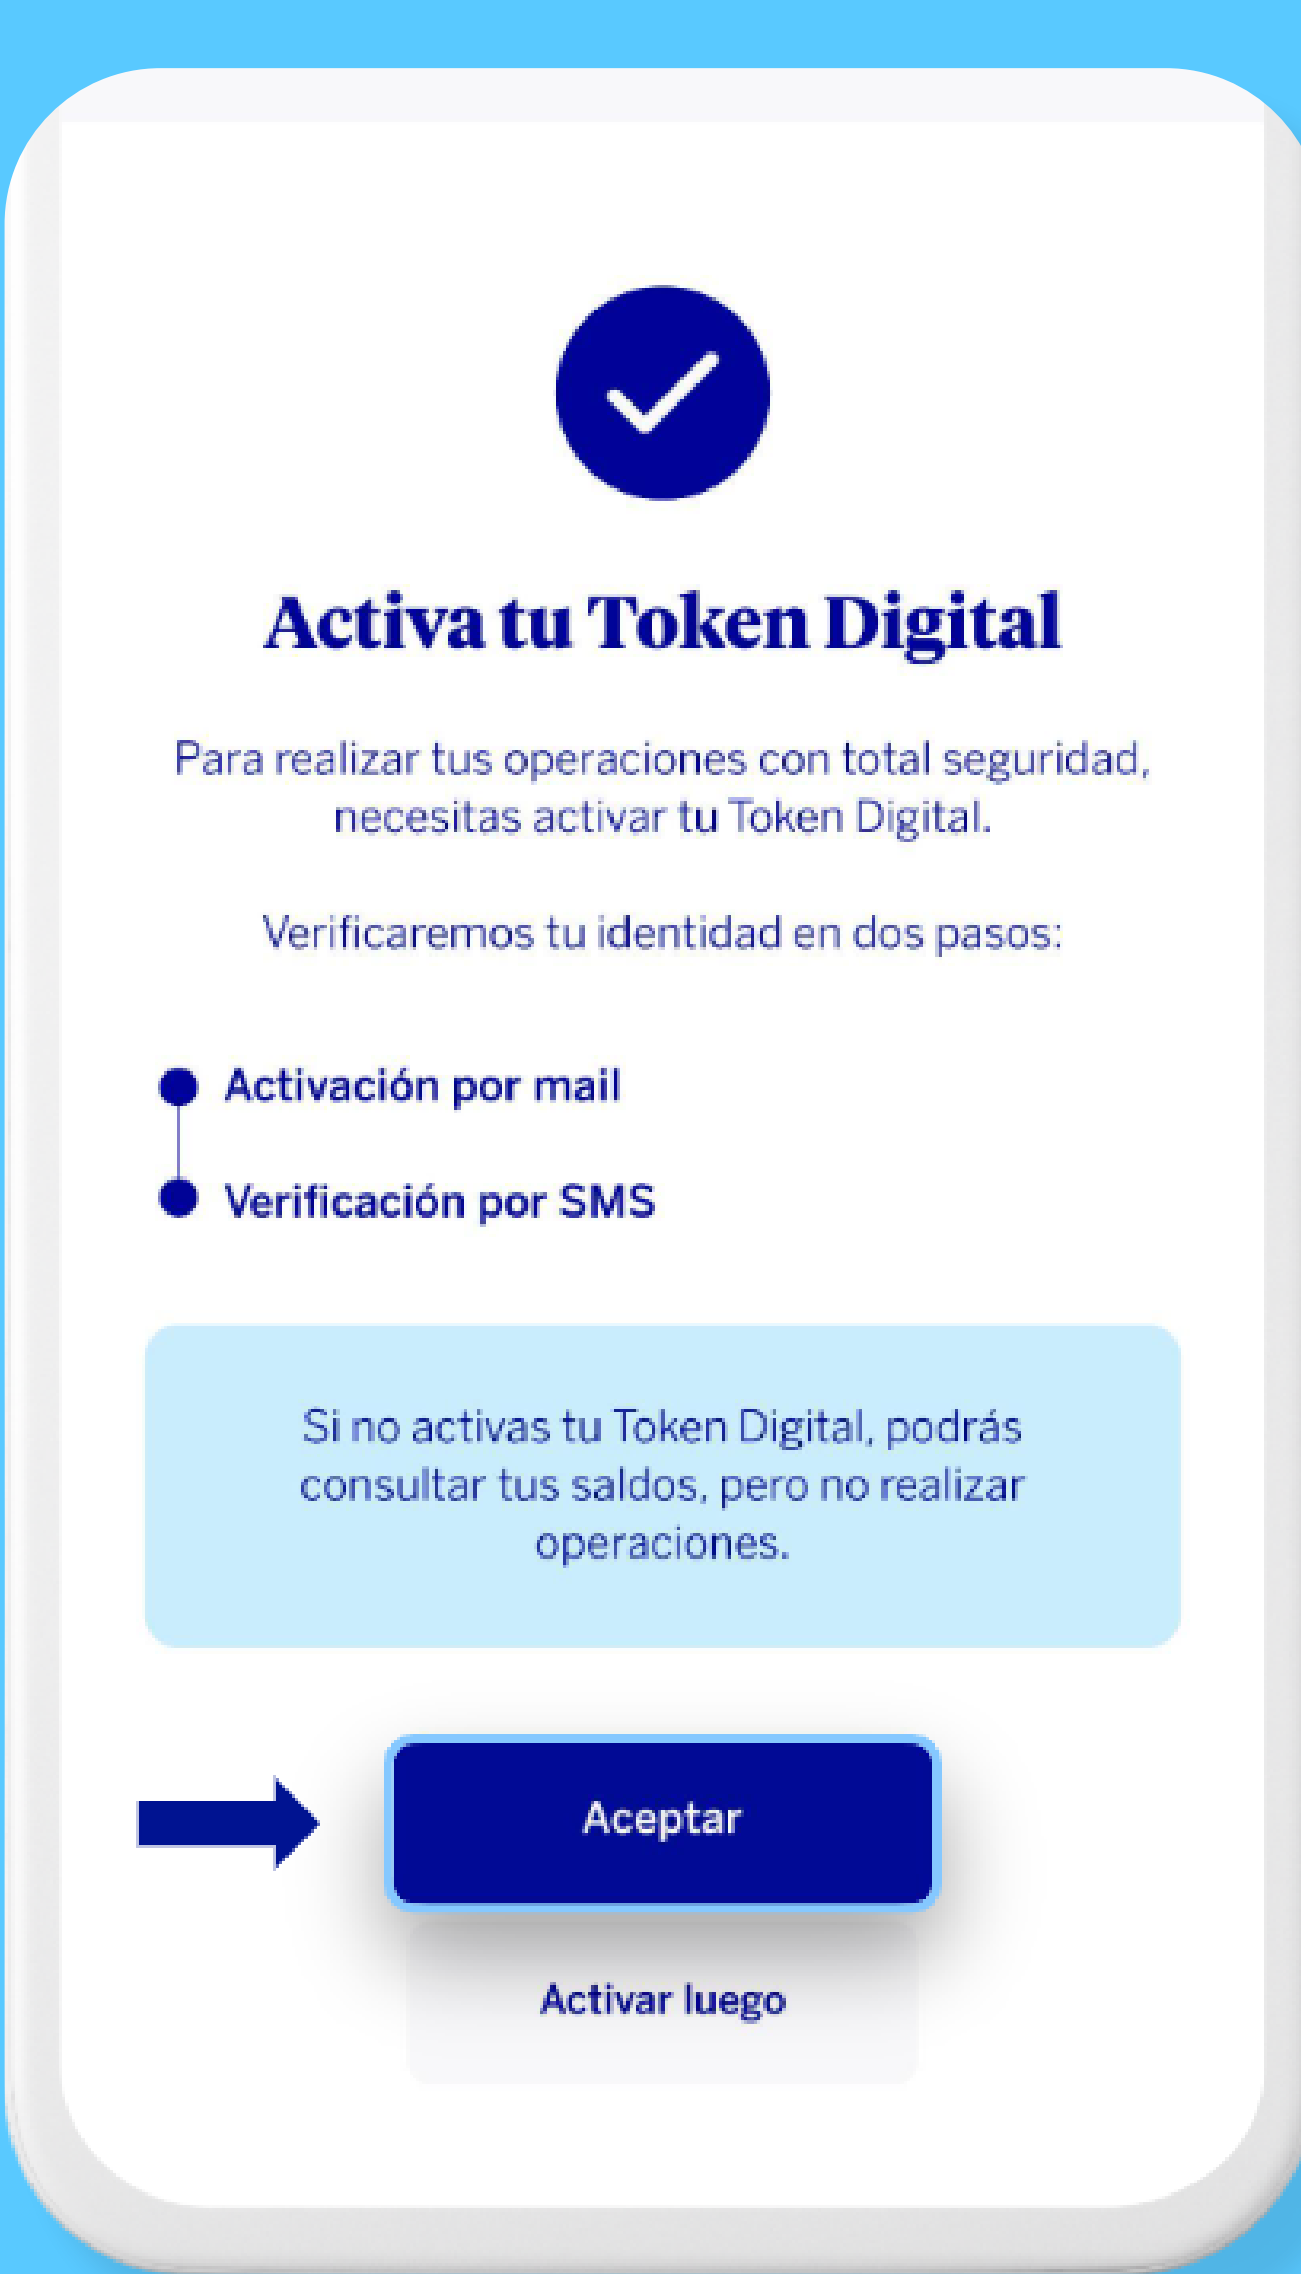 Activa tu Token Digital
Para realizar tus operaciones con total seguridad,
necesitas activar tu Token Digital.
Verificaremos tu identidad en dos pasos:
Activación por mail
Verificación por SMS
Si no activas tu Token Digital, podrás
consultar tus saldos, pero no realizar
operaciones.
Aceptar
Activar luego